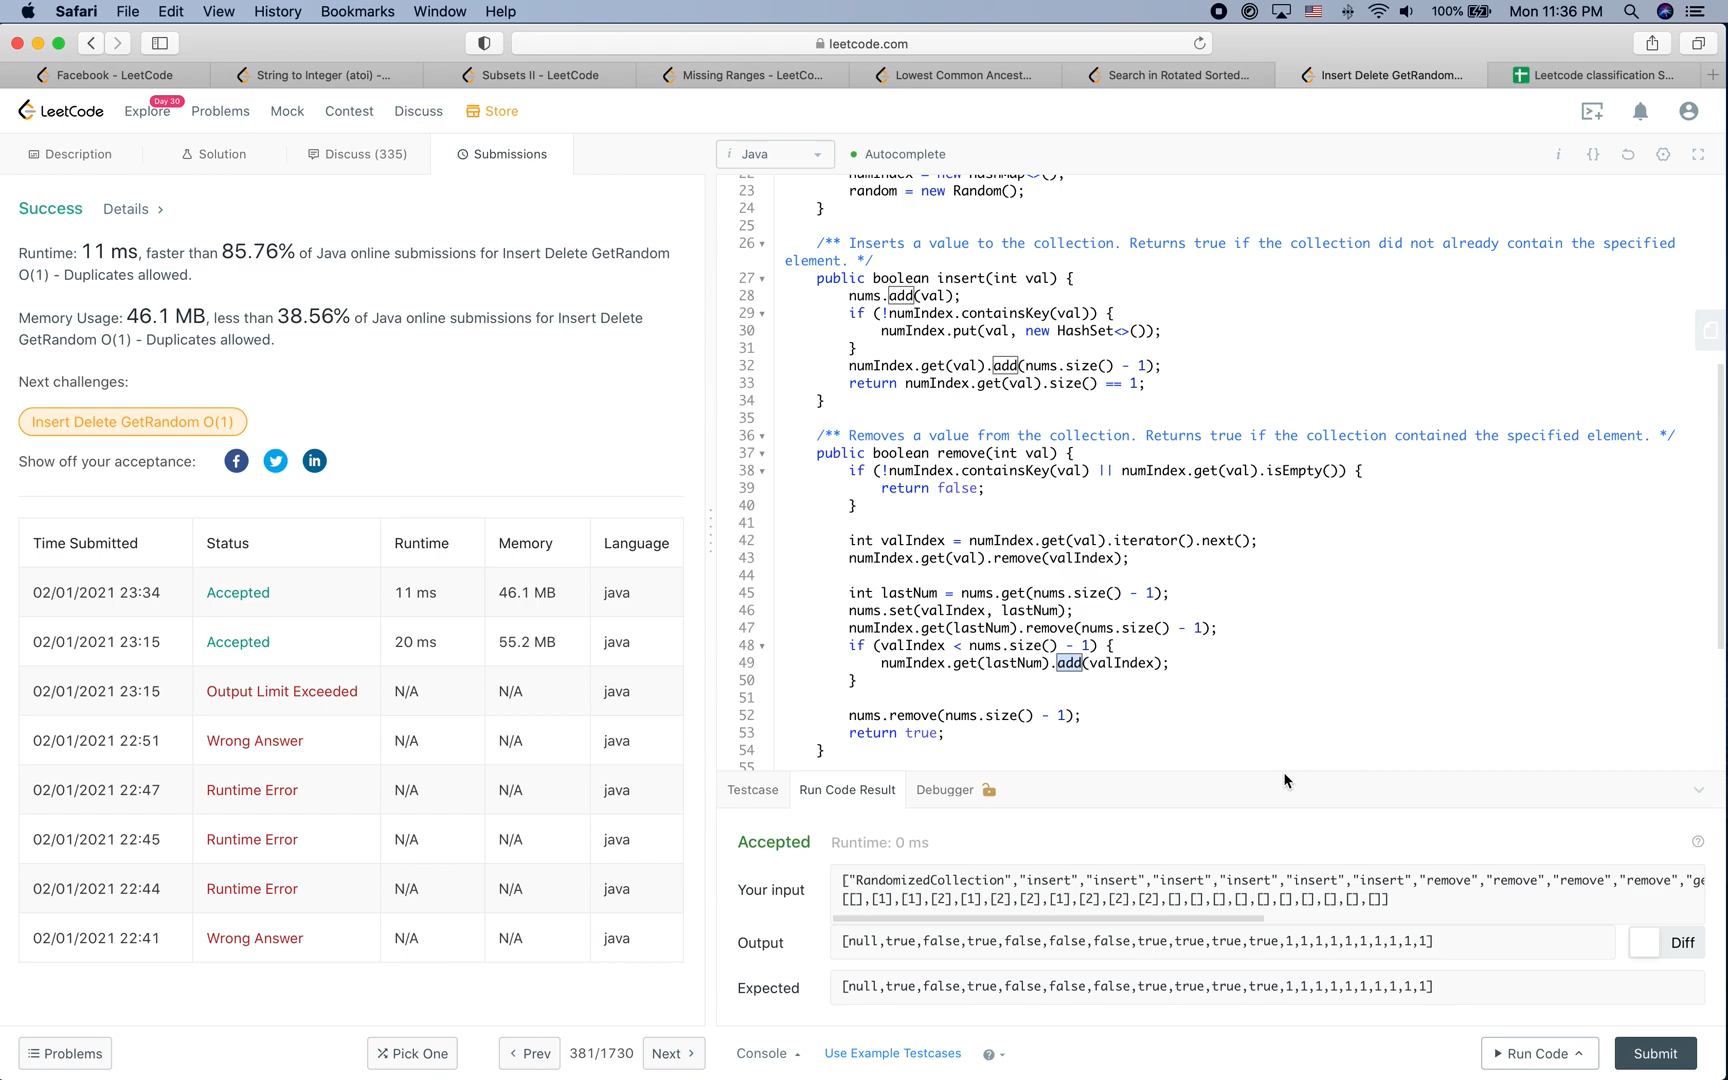 Safari File Edit View History Bookmarks Window Help 100% Mon 11:36 PM
leetcode.com
Facebook - LeetCode String to Integer (atoi) -... Subsets II - LeetCode Missing Ranges - LeetCo... Lowest Common Ancest... Search in Rotated Sorted... Insert Delete GetRandom... Leetcode classification S...
LeetCode Explore Day 30 Problems Mock Contest Discuss Store
Description Solution Discuss (335) Submissions
i Java Autocomplete
Success Details >
Runtime: 11 ms, faster than 85.76% of Java online submissions for Insert Delete GetRandom
O(1) - Duplicates allowed.
Memory Usage: 46.1 MB, less than 38.56% of Java online submissions for Insert Delete
GetRandom O(1) - Duplicates allowed.
Next challenges:
Insert Delete GetRandom O(1)
Show off your acceptance:
Time Submitted Status Runtime Memory Language
02/01/2021 23:34 Accepted 11 ms 46.1 MB java
02/01/2021 23:15 Accepted 20 ms 55.2 MB java
02/01/2021 23:15 Output Limit Exceeded N/A N/A java
02/01/2021 22:51 Wrong Answer N/A N/A java
02/01/2021 22:47 Runtime Error N/A N/A java
02/01/2021 22:45 Runtime Error N/A N/A java
02/01/2021 22:44 Runtime Error N/A N/A java
02/01/2021 22:41 Wrong Answer N/A N/A java
Problems Pick One < Prev 381/1730 Next >
22 numIndex = new HashMap<>();
23 random = new Random();
24 }
25
26 /** Inserts a value to the collection. Returns true if the collection did not already contain the specified
element. */
27 public boolean insert(int val) {
28 nums.add(val);
29 if (!numIndex.containsKey(val)) {
30 numIndex.put(val, new HashSet<>());
31 }
32 numIndex.get(val).add(nums.size() - 1);
33 return numIndex.get(val).size() == 1;
34 }
35
36 /** Removes a value from the collection. Returns true if the collection contained the specified element. */
37 public boolean remove(int val) {
38 if (!numIndex.containsKey(val) || numIndex.get(val).isEmpty()) {
39 return false;
40 }
41
42 int valIndex = numIndex.get(val).iterator().next();
43 numIndex.get(val).remove(valIndex);
44
45 int lastNum = nums.get(nums.size() - 1);
46 nums.set(valIndex, lastNum);
47 numIndex.get(lastNum).remove(nums.size() - 1);
48 if (valIndex < nums.size() - 1) {
49 numIndex.get(lastNum).add(valIndex);
50 }
51
52 nums.remove(nums.size() - 1);
53 return true;
54 }
55
Testcase Run Code Result Debugger
Accepted Runtime: 0 ms
Your input ["RandomizedCollection","insert","insert","insert","insert","insert","insert","remove","remove","remove","remove","ge
[[],[1],[1],[2],[1],[2],[2],[1],[2],[2],[2],[],[],[],[],[],[],[],[],[],[]]
Output [null,true,false,true,false,false,false,true,true,true,true,1,1,1,1,1,1,1,1,1,1] Diff
Expected [null,true,false,true,false,false,false,true,true,true,true,1,1,1,1,1,1,1,1,1,1]
Console Use Example Testcases Run Code Submit